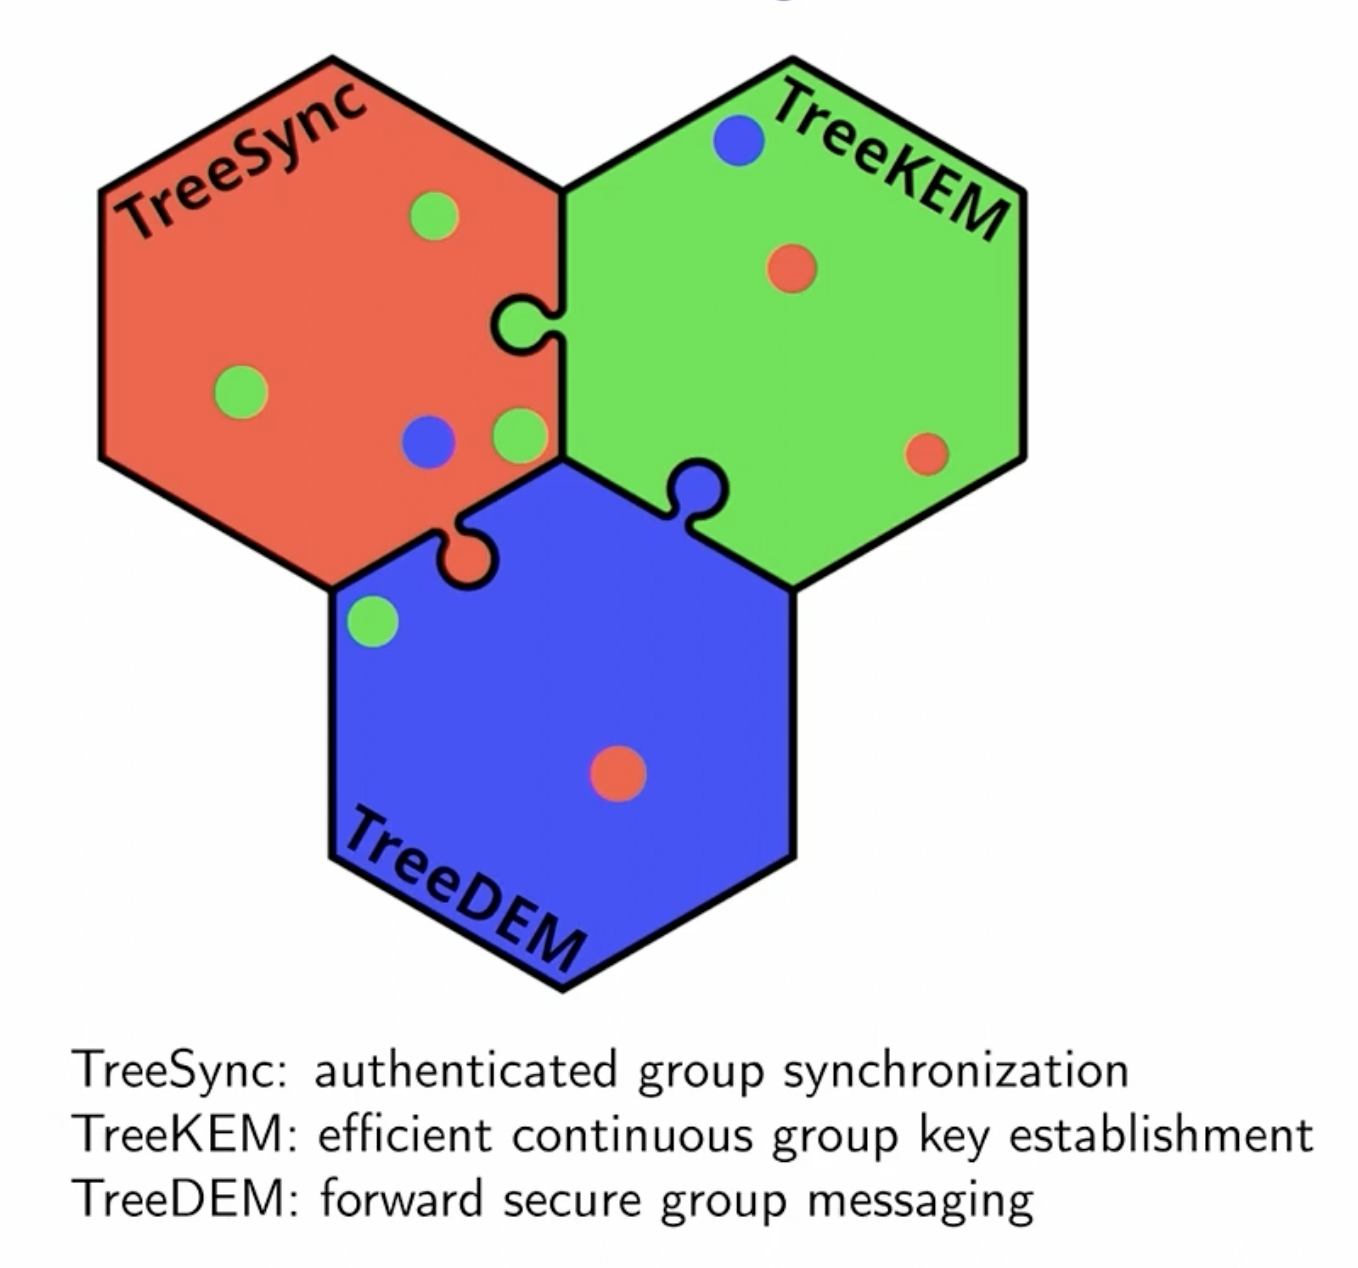 TreeSync
TreeKEM
TreeDEM
TreeSync: authenticated group synchronization
TreeKEM: efficient continuous group key establishment
TreeDEM: forward secure group messaging